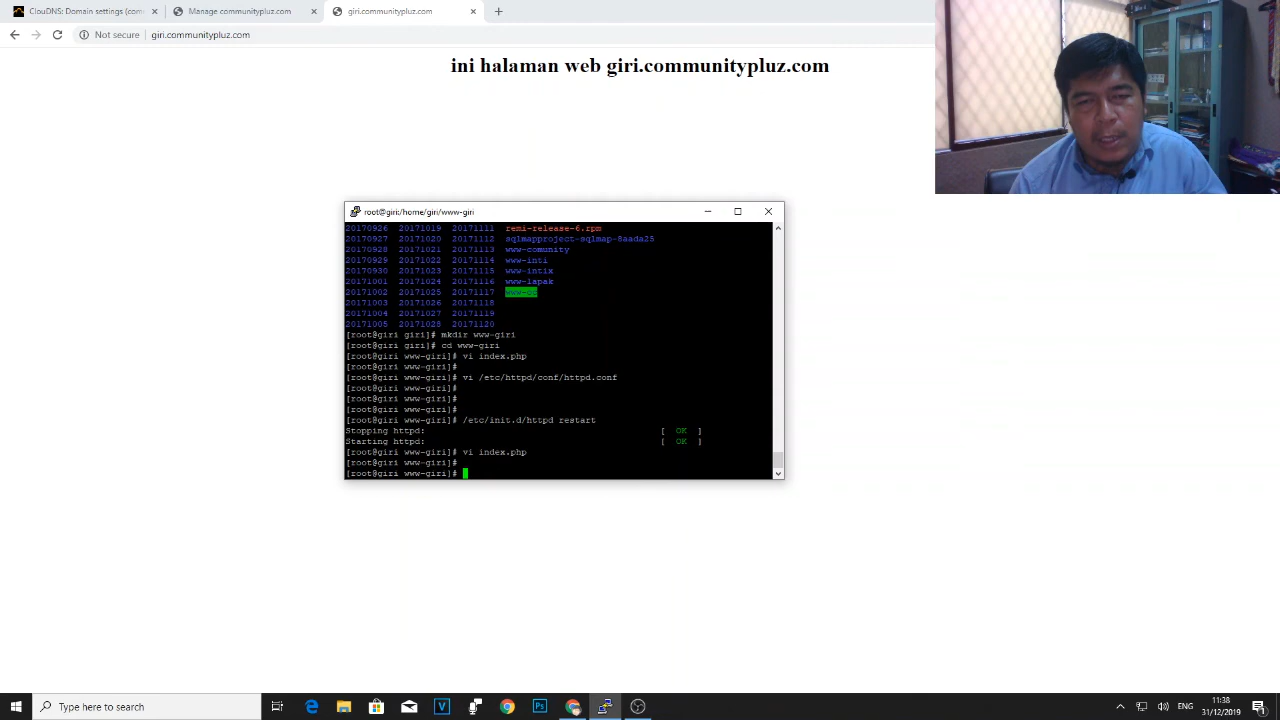 ClouDNS: Domain settings (com
Manage communitypluz.com
giri.communitypluz.com
Not secure
giri.communitypluz.com
ini halaman web giri.communitypluz.com
root@giri:/home/giri/www-giri
20170926 20171019 20171111 remi-release-6.rpm
20170927 20171020 20171112 sqlmapproject-sqlmap-8aada25
20170928 20171021 20171113 www-comunity
20170929 20171022 20171114 www-inti
20170930 20171023 20171115 www-intix
20171001 20171024 20171116 www-lapak
20171002 20171025 20171117
20171003 20171026 20171118
20171004 20171027 20171119
20171005 20171028 20171120
[root@giri giri]# mkdir www-giri
[root@giri giri]# cd www-giri
[root@giri www-giri]# vi index.php
[root@giri www-giri]#
[root@giri www-giri]# vi /etc/httpd/conf/httpd.conf
[root@giri www-giri]#
[root@giri www-giri]#
[root@giri www-giri]#
[root@giri www-giri]# /etc/init.d/httpd restart
Stopping httpd: [ OK ]
Starting httpd: [ OK ]
[root@giri www-giri]# vi index.php
[root@giri www-giri]#
[root@giri www-giri]#
Type here to search
ENG
11:38
31/12/2019